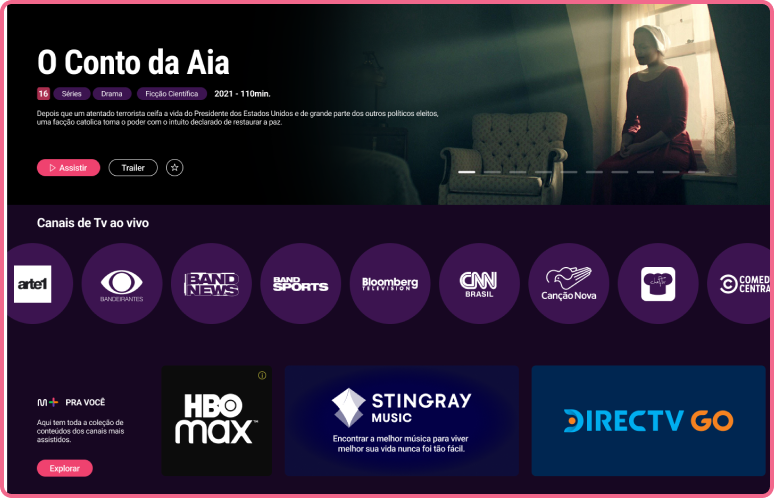 O Conto da Aia
16 Séries Drama Ficção Científica 2021 - 110min.
Depois que um atentado terrorista ceifa a vida do Presidente dos Estados Unidos e de grande parte dos outros políticos eleitos,
uma facção catolica toma o poder com o intuito declarado de restaurar a paz.
Assistir Trailer
Canais de Tv ao vivo
arte1
BANDEIRANTES
BAND
NEWS
BAND
SPORTS
Bloomberg
TELEVISION
CNN
BRASIL
Canção Nova
COMED
CENTRA
M+ PRA VOCÊ
Aqui tem toda a coleção de
conteúdos dos canais mais
assistidos.
Explorar
HBO
max™
STINGRAY
MUSIC
Encontrar a melhor música para viver
melhor sua vida nunca foi tão fácil.
DIRECTV GO